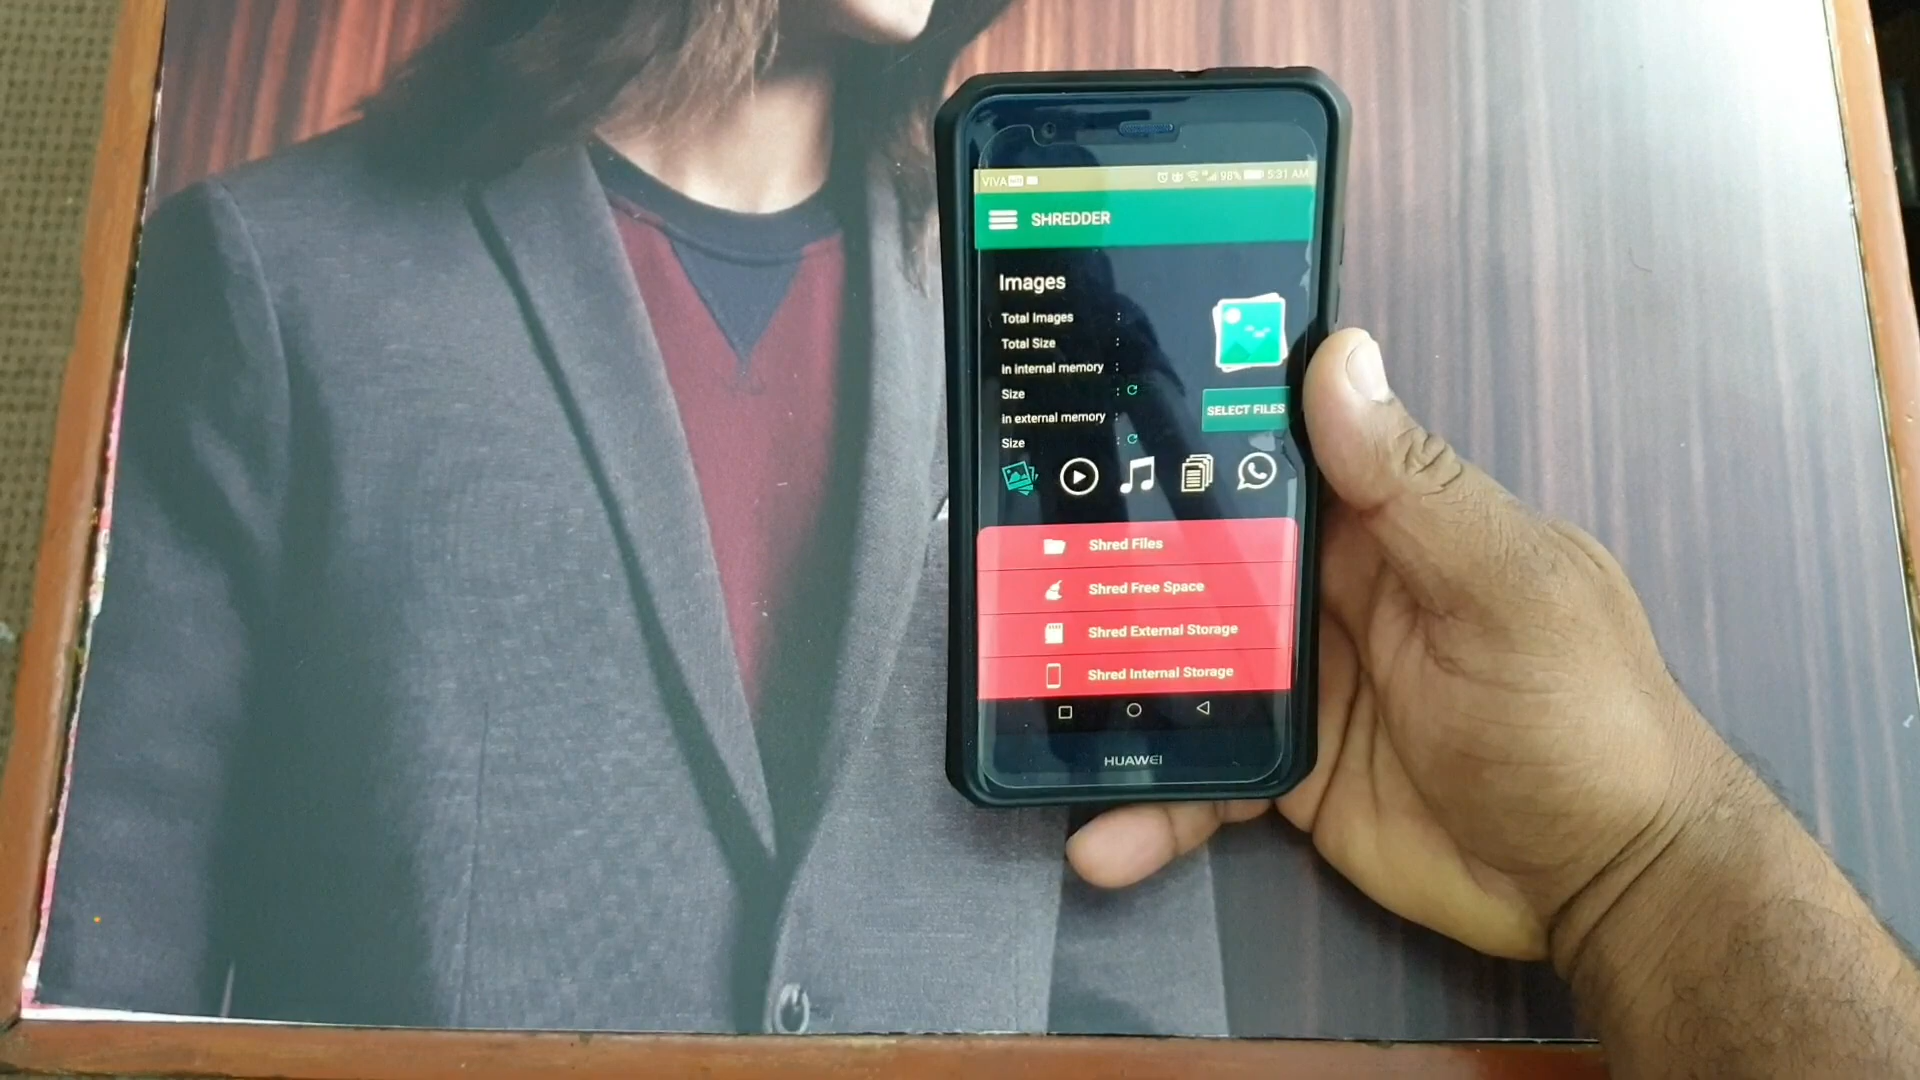 VIVA 98% 5:31 AM
SHREDDER
Images
Total Images :
Total Size :
in internal memory :
Size :
in external memory :
Size :
SELECT FILES
Shred Files
Shred Free Space
Shred External Storage
Shred Internal Storage
HUAWEI